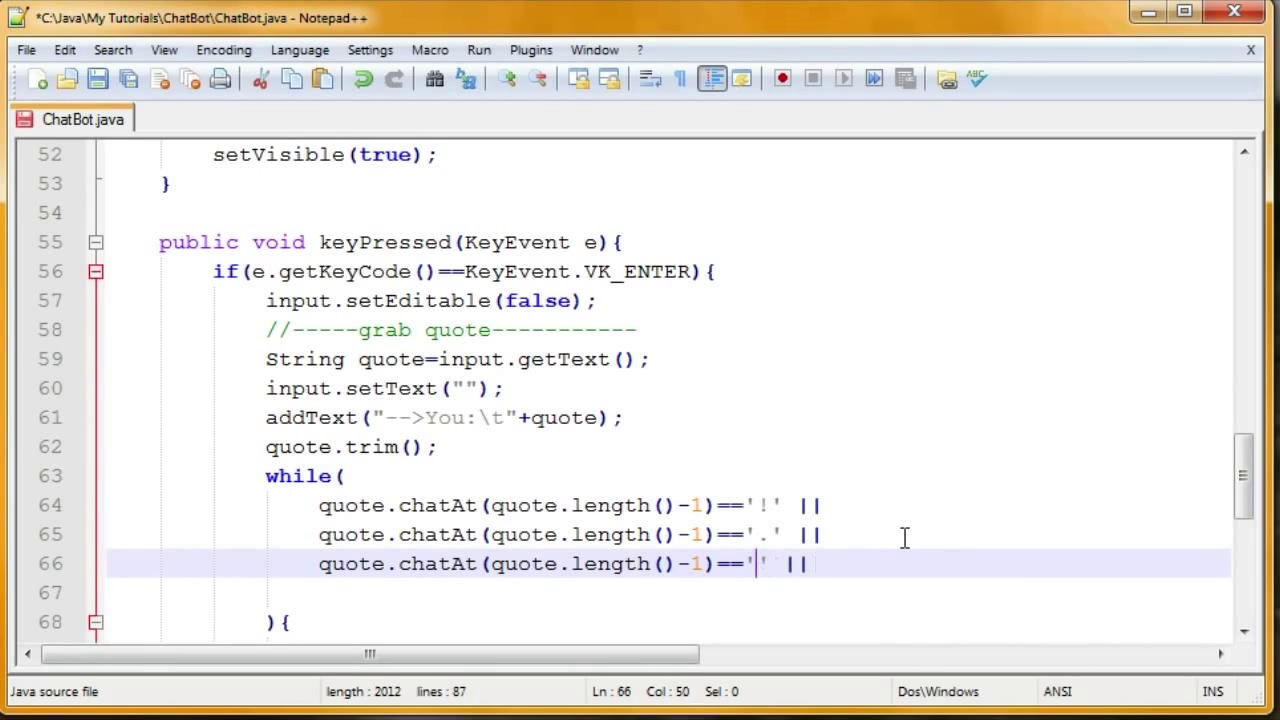 *C:\Java\My Tutorials\ChatBot\ChatBot.java - Notepad++
File Edit Search View Encoding Language Settings Macro Run Plugins Window ? X
ABC
ChatBot.java
52 setVisible(true);
53 }
54
55 public void keyPressed(KeyEvent e){
56 if(e.getKeyCode()==KeyEvent.VK_ENTER){
57 input.setEditable(false);
58 //-----grab quote-----------
59 String quote=input.getText();
60 input.setText("");
61 addText("-->You:\t"+quote);
62 quote.trim();
63 while(
64 quote.chatAt(quote.length()-1)=='!' ||
65 quote.chatAt(quote.length()-1)=='.' ||
66 quote.chatAt(quote.length()-1)=='' ||
67
68 ){
Java source file length : 2012 lines : 87 Ln : 66 Col : 50 Sel : 0 Dos\Windows ANSI INS